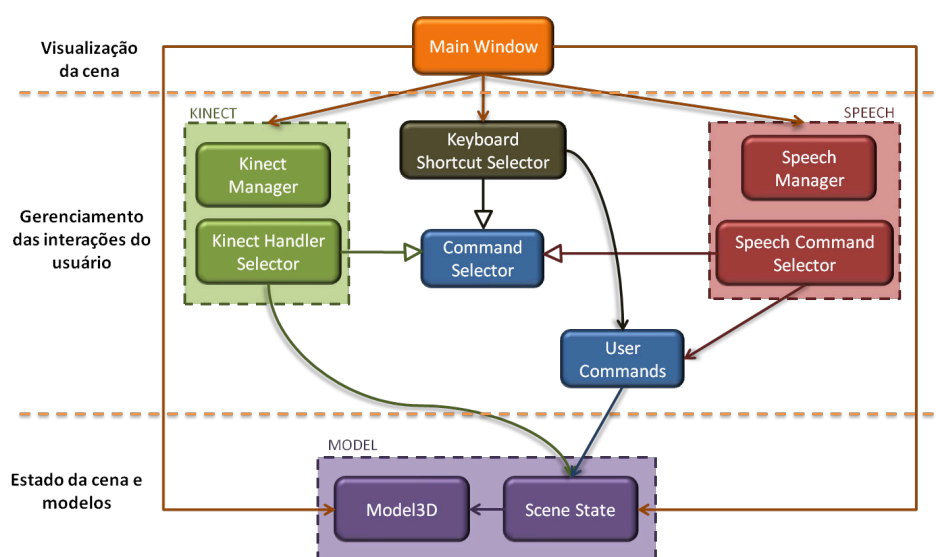 Visualização
da cena
Main Window
KINECT
SPEECH
Kinect
Manager
Keyboard
Shortcut Selector
Speech
Manager
Gerenciamento
das interações do
usuário
Kinect Handler
Selector
Command
Selector
Speech Command
Selector
User
Commands
MODEL
Estado da cena e
modelos
Model3D
Scene State